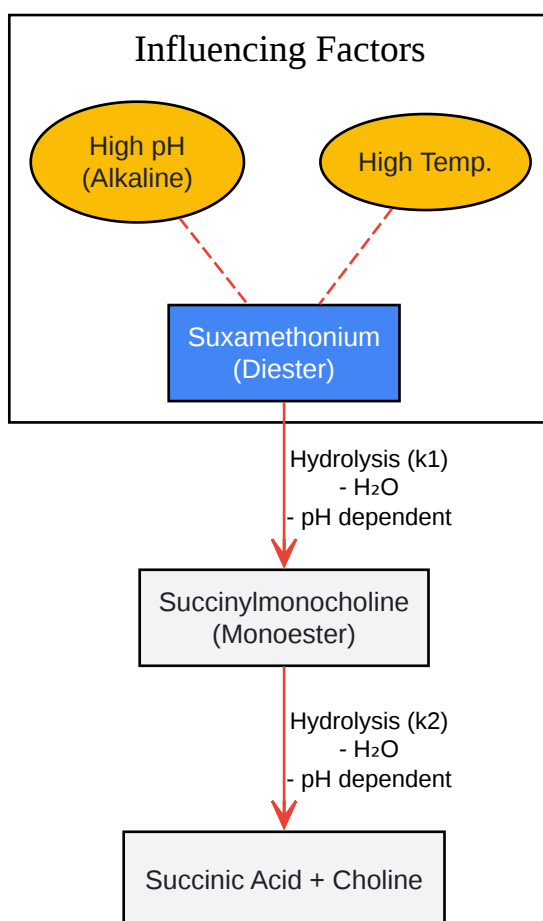 Influencing Factors
High pH
(Alkaline)
High Temp.
Suxamethonium
(Diester)
Hydrolysis (k1)
- H₂O
- pH dependent
Succinylmonocholine
(Monoester)
Hydrolysis (k2)
- H₂O
- pH dependent
Succinic Acid + Choline